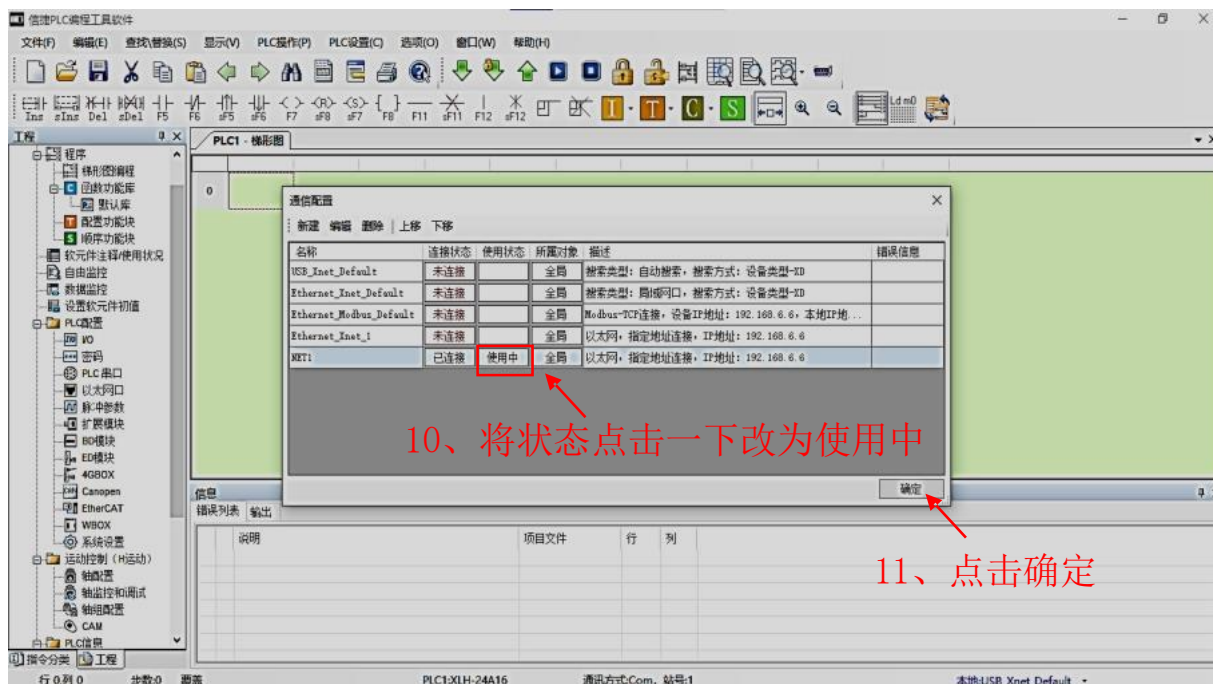 信捷PLC编程工具软件
文件(F) 编辑(E) 查找\替换(S) 显示(V) PLC操作(P) PLC设置(C) 选项(O) 窗口(W) 帮助(H)
Ins sIns Del sDel F5 F6 sF5 sF6 F7 sF8 sF7 F8 F11 sF11 F12 sF12 I T C S Ld m0
工程
PLC1 - 梯形图
程序
梯形图编程
函数功能库
默认库
配置功能块
顺序功能块
软元件注释/使用状况
自由监控
数据监控
设置软元件初值
PLC配置
I/O
密码
PLC 串口
以太网口
脉冲参数
扩展模块
BD模块
ED模块
4GBOX
Canopen
EtherCAT
WBOX
系统设置
运动控制（H运动）
轴配置
轴监控和调试
轴组配置
CAM
PLC信息
指令分类 工程
0
通信配置
新建 编辑 删除 上移 下移
名称 连接状态 使用状态 所属对象 描述 错误信息
USB_Xnet_Default 未连接 全局 搜索类型: 自动搜索, 搜索方式: 设备类型-XD
Ethernet_Xnet_Default 未连接 全局 搜索类型: 局域网口, 搜索方式: 设备类型-XD
Ethernet_Modbus_Default 未连接 全局 Modbus-TCP连接, 设备IP地址: 192.168.6.6, 本地IP地...
Ethernet_Xnet_1 未连接 全局 以太网, 指定地址连接, IP地址: 192.168.6.6
NET1 已连接 使用中 全局 以太网, 指定地址连接, IP地址: 192.168.6.6
10、将状态点击一下改为使用中
确定
11、点击确定
信息
错误列表 输出
说明 项目文件 行 列
行 0,列 0 步数:0 覆盖 PLC1:XLH-24A16 通讯方式:Com, 站号:1 本地:USB_Xnet_Default